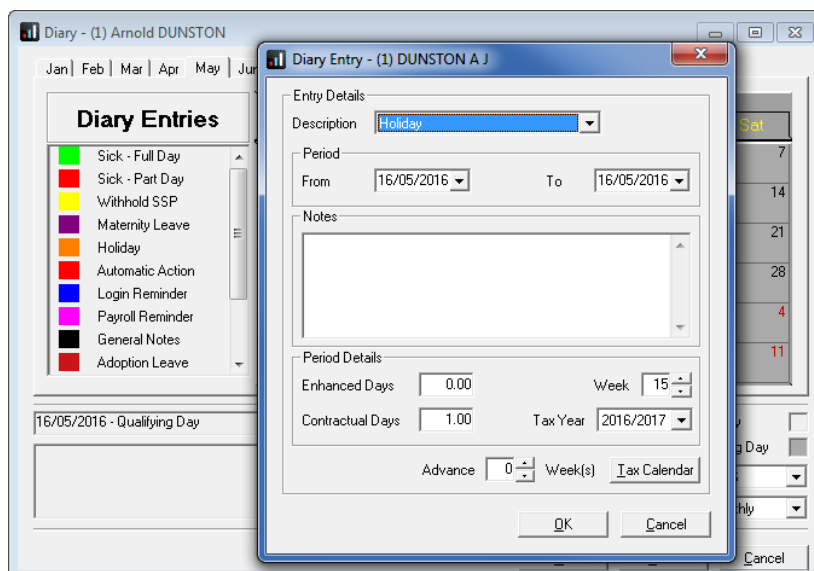 Diary - (1) Arnold DUNSTON
Jan Feb Mar Apr May
Diary Entries
Sick - Full Day
Sick - Part Day
Withhold SSP
Maternity Leave
Holiday
Automatic Action
Login Reminder
Payroll Reminder
General Notes
Adoption Leave
Sat
7
14
21
28
4
11
16/05/2016 - Qualifying Day
Diary Entry - (1) DUNSTON A J
Entry Details
Description Holiday
Period
From 16/05/2016 To 16/05/2016
Notes
Period Details
Enhanced Days 0.00 Week 15
Contractual Days 1.00 Tax Year 2016/2017
Advance 0 Week(s) Tax Calendar
OK Cancel
Day
Cancel